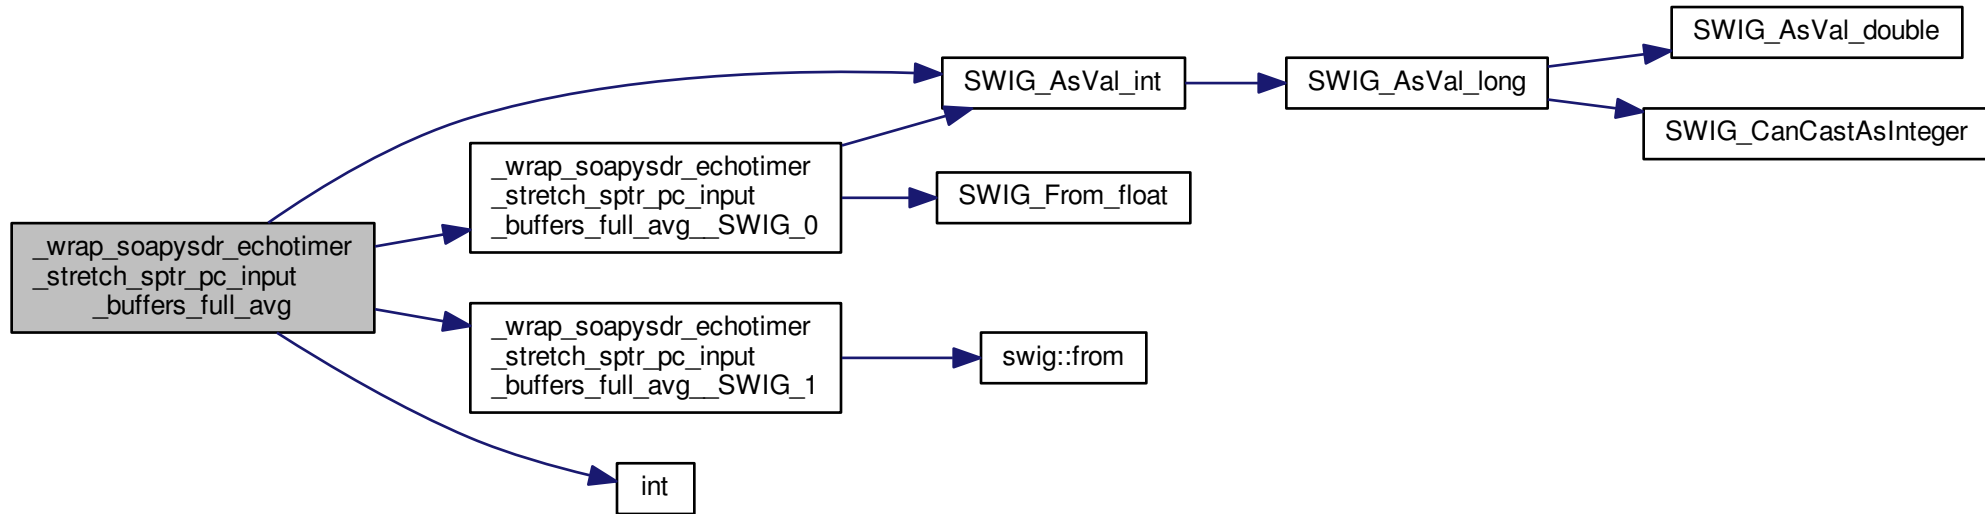 _wrap_soapysdr_echotimer
_stretch_sptr_pc_input
_buffers_full_avg
_wrap_soapysdr_echotimer
_stretch_sptr_pc_input
_buffers_full_avg__SWIG_0
_wrap_soapysdr_echotimer
_stretch_sptr_pc_input
_buffers_full_avg__SWIG_1
int
SWIG_AsVal_int
SWIG_From_float
swig::from
SWIG_AsVal_long
SWIG_AsVal_double
SWIG_CanCastAsInteger